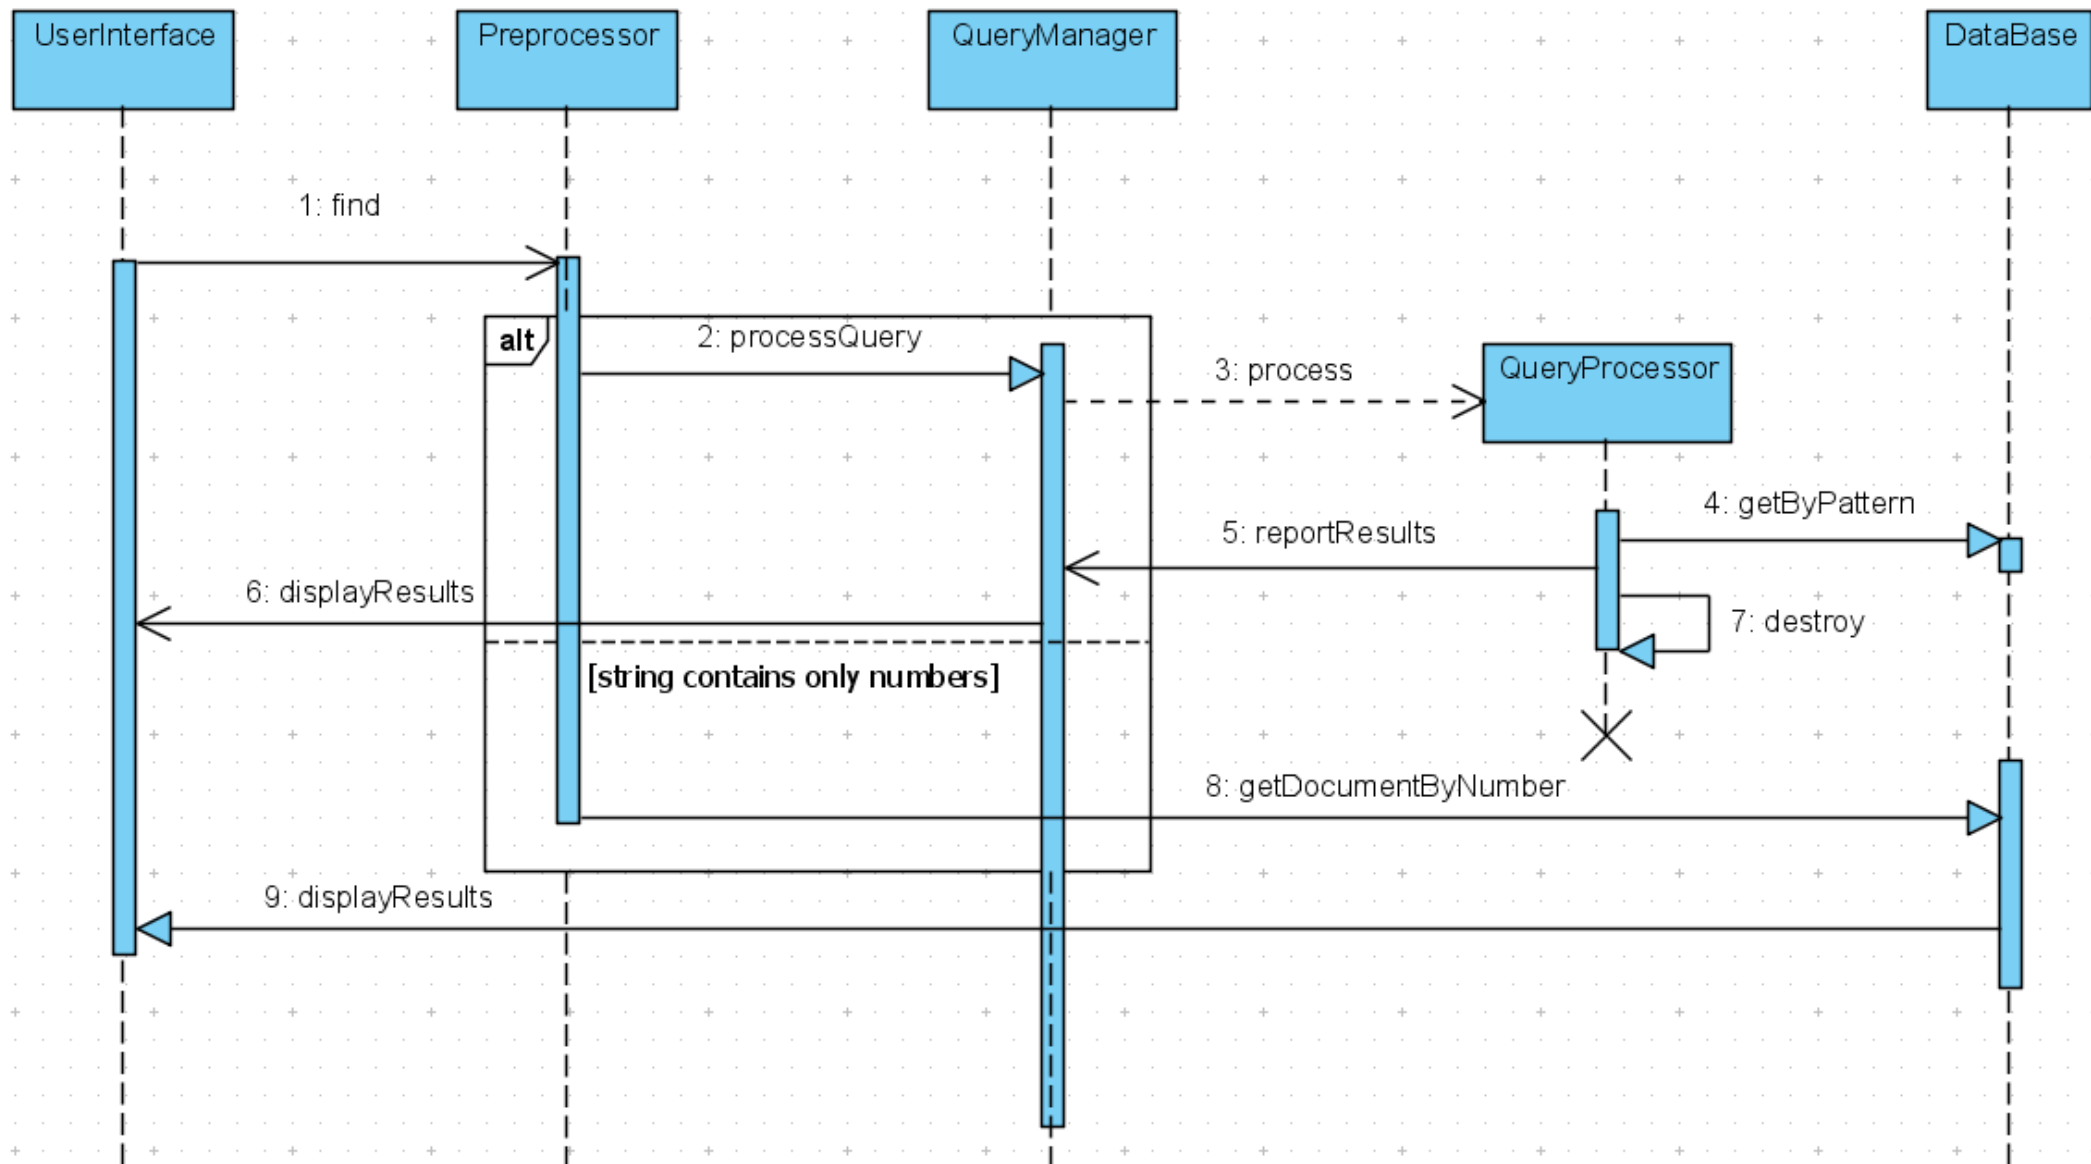 UserInterface
Preprocessor
QueryManager
DataBase
1: find
alt
2: processQuery
3: process
QueryProcessor
4: getByPattern
5: reportResults
6: displayResults
7: destroy
[string contains only numbers]
8: getDocumentByNumber
9: displayResults